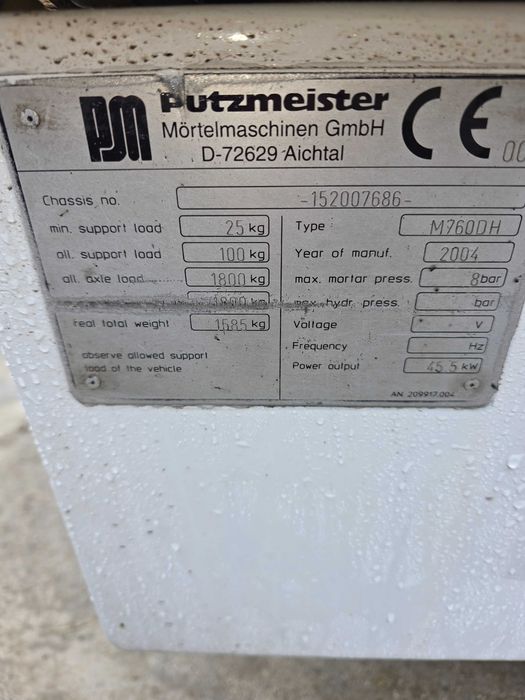 PM Putzmeister
Mörtelmaschinen GmbH
D-72629 Aichtal
CE 00
Chassis no. -152007686-
min. support load 25 kg
all. support load 100 kg
all. axle load 1800 kg
1800 kg
real total weight 1685 kg
observe allowed support
load of the vehicle
Type M760DH
Year of manuf. 2004
max. mortar press. 8 bar
max. hydr. press. bar
Voltage V
Frequency Hz
Power output 45.5 kW
AN 209917.004